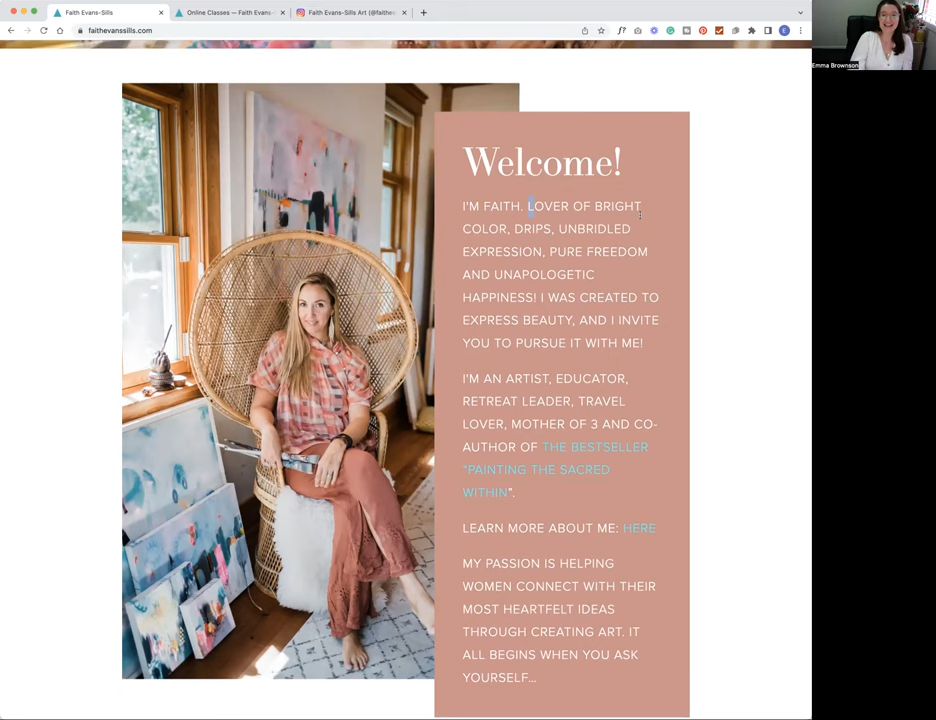 Faith Evans-Sills
Online Classes — Faith Evans-
Faith Evans-Sills Art (@faithe
faithevanssills.com
Emma Brownson
Welcome!
I'M FAITH. LOVER OF BRIGHT
COLOR, DRIPS, UNBRIDLED
EXPRESSION, PURE FREEDOM
AND UNAPOLOGETIC
HAPPINESS! I WAS CREATED TO
EXPRESS BEAUTY, AND I INVITE
YOU TO PURSUE IT WITH ME!
I'M AN ARTIST, EDUCATOR,
RETREAT LEADER, TRAVEL
LOVER, MOTHER OF 3 AND CO-
AUTHOR OF THE BESTSELLER
"PAINTING THE SACRED
WITHIN".
LEARN MORE ABOUT ME: HERE
MY PASSION IS HELPING
WOMEN CONNECT WITH THEIR
MOST HEARTFELT IDEAS
THROUGH CREATING ART. IT
ALL BEGINS WHEN YOU ASK
YOURSELF...